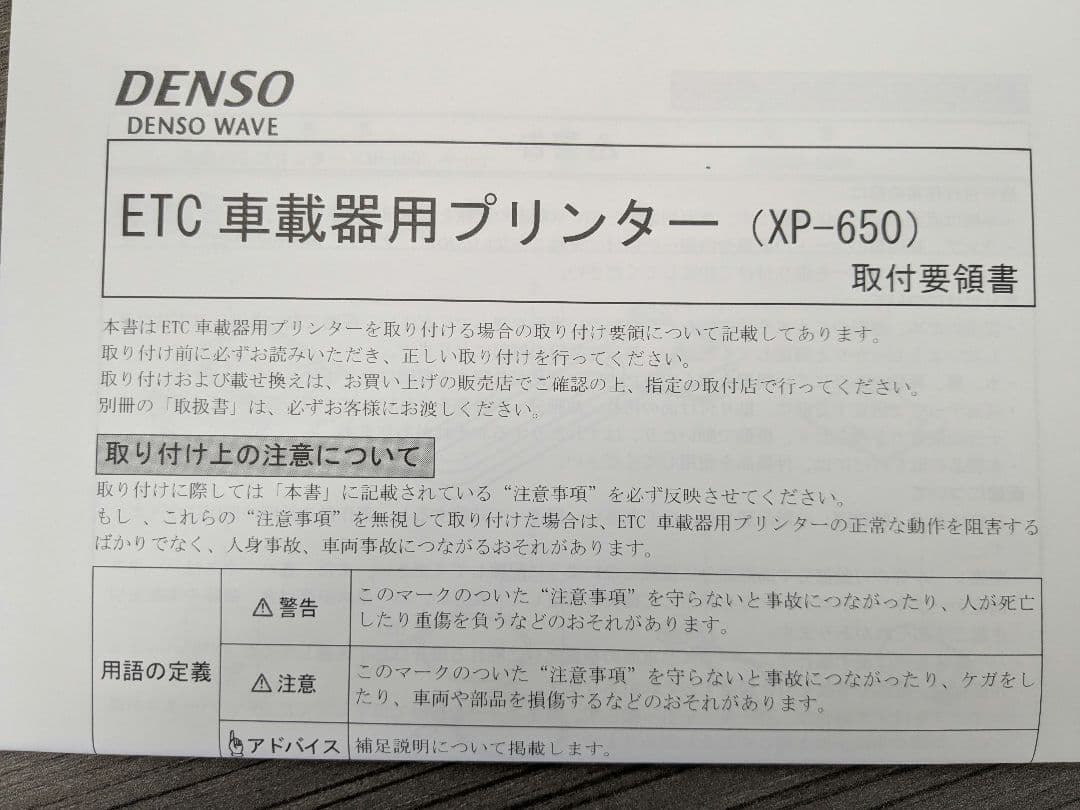 DENSO
DENSO WAVE
ETC 車載器用プリンター（XP-650）
取付要領書
本書は ETC 車載器用プリンターを取り付ける場合の取り付け要領について記載してあります。
取り付け前に必ずお読みいただき、正しい取り付けを行ってください。
取り付けおよび載せ換えは、お買い上げの販売店でご確認の上、指定の取付店で行ってください。
別冊の「取扱書」は、必ずお客様にお渡しください。
取り付け上の注意について
取り付けに際しては「本書」に記載されている“注意事項”を必ず反映させてください。
もし 、これらの“注意事項”を無視して取り付けた場合は、ETC 車載器用プリンターの正常な動作を阻害する
ばかりでなく、人身事故、車両事故につながるおそれがあります。
用語の定義
⚠ 警告
このマークのついた“注意事項”を守らないと事故につながったり、人が死亡
したり重傷を負うなどのおそれがあります。
⚠ 注意
このマークのついた“注意事項”を守らないと事故につながったり、ケガをし
たり、車両や部品を損傷するなどのおそれがあります。
アドバイス
補足説明について掲載します。